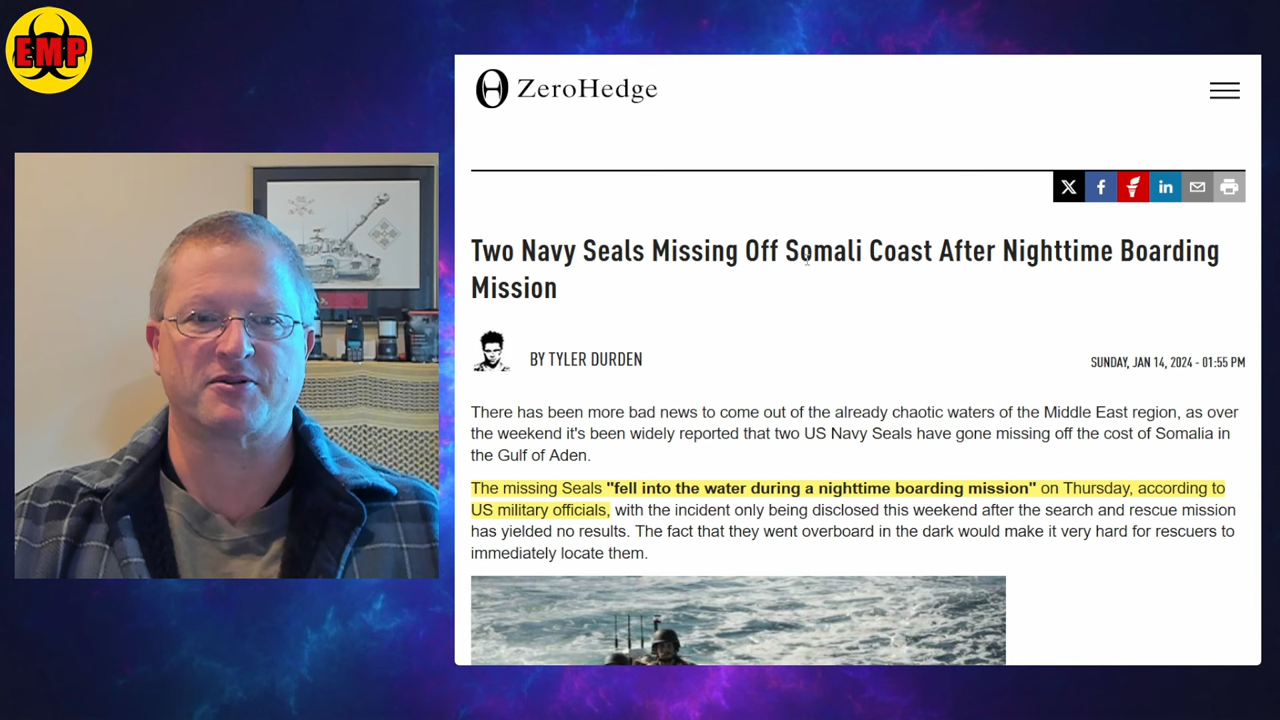 EMP
ZeroHedge
Two Navy Seals Missing Off Somali Coast After Nighttime Boarding
Mission
BY TYLER DURDEN
SUNDAY, JAN 14, 2024 - 01:55 PM
There has been more bad news to come out of the already chaotic waters of the Middle East region, as over
the weekend it's been widely reported that two US Navy Seals have gone missing off the cost of Somalia in
the Gulf of Aden.
The missing Seals "fell into the water during a nighttime boarding mission" on Thursday, according to
US military officials, with the incident only being disclosed this weekend after the search and rescue mission
has yielded no results. The fact that they went overboard in the dark would make it very hard for rescuers to
immediately locate them.